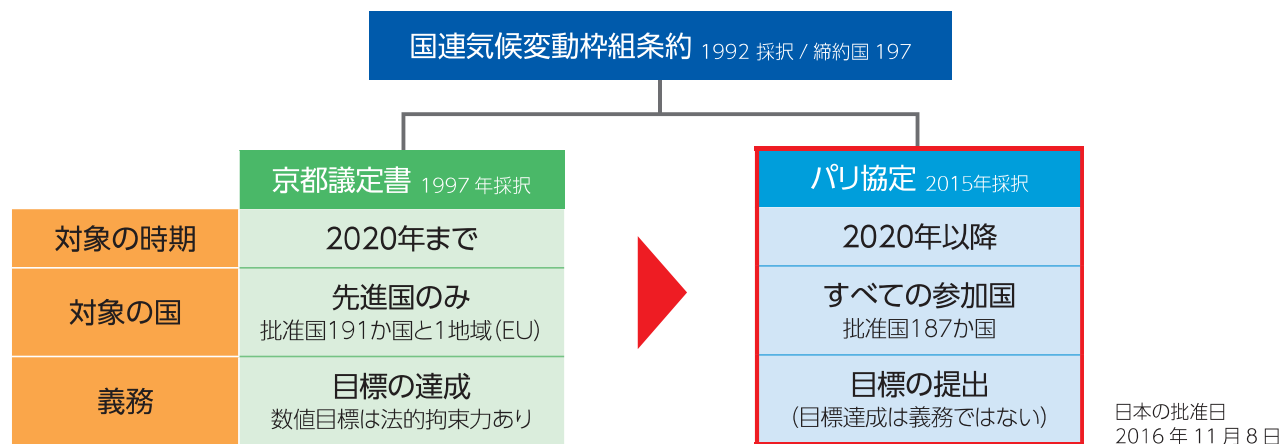 国連気候変動枠組条約 1992 採択 / 締約国 197
京都議定書 1997 年採択
パリ協定 2015年採択
対象の時期
2020年まで
2020年以降
対象の国
先進国のみ
批准国191か国と1地域(EU)
すべての参加国
批准国187か国
義務
目標の達成
数値目標は法的拘束力あり
目標の提出
(目標達成は義務ではない)
日本の批准日
2016 年 11 月 8 日